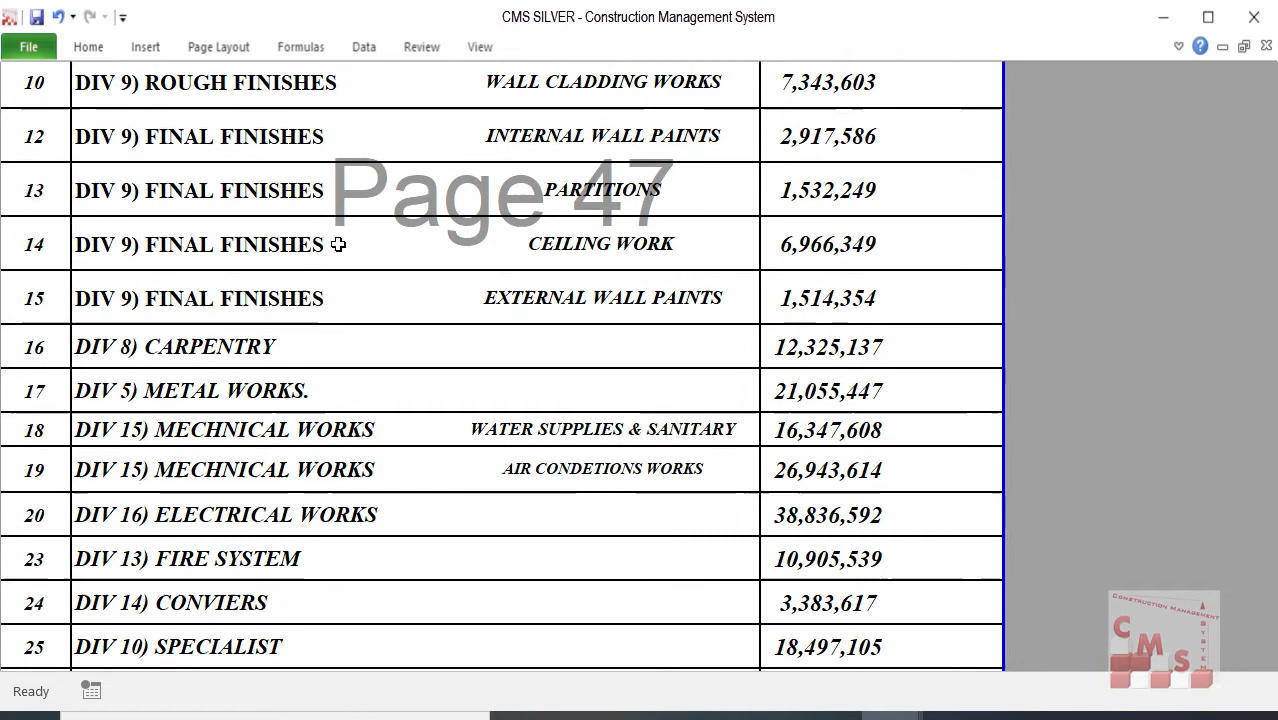 CMS SILVER - Construction Management System
File Home Insert Page Layout Formulas Data Review View
10 DIV 9) ROUGH FINISHES WALL CLADDING WORKS 7,343,603
12 DIV 9) FINAL FINISHES INTERNAL WALL PAINTS 2,917,586
Page 47
13 DIV 9) FINAL FINISHES PARTITIONS 1,532,249
14 DIV 9) FINAL FINISHES CEILING WORK 6,966,349
15 DIV 9) FINAL FINISHES EXTERNAL WALL PAINTS 1,514,354
16 DIV 8) CARPENTRY 12,325,137
17 DIV 5) METAL WORKS. 21,055,447
18 DIV 15) MECHNICAL WORKS WATER SUPPLIES & SANITARY 16,347,608
19 DIV 15) MECHNICAL WORKS AIR CONDETIONS WORKS 26,943,614
20 DIV 16) ELECTRICAL WORKS 38,836,592
23 DIV 13) FIRE SYSTEM 10,905,539
24 DIV 14) CONVIERS 3,383,617
25 DIV 10) SPECIALIST 18,497,105
CONSTRUCTION MANAGEMENT
SYSTEM
CMS
Ready